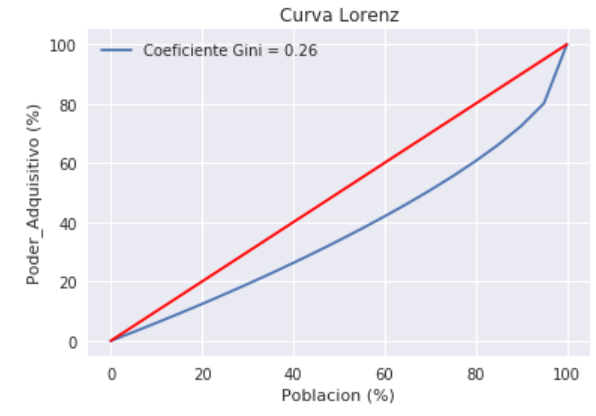 Curva Lorenz
Coeficiente Gini = 0.26
100
80
60
40
20
0
Poder_Adquisitivo (%)
0 20 40 60 80 100
Poblacion (%)